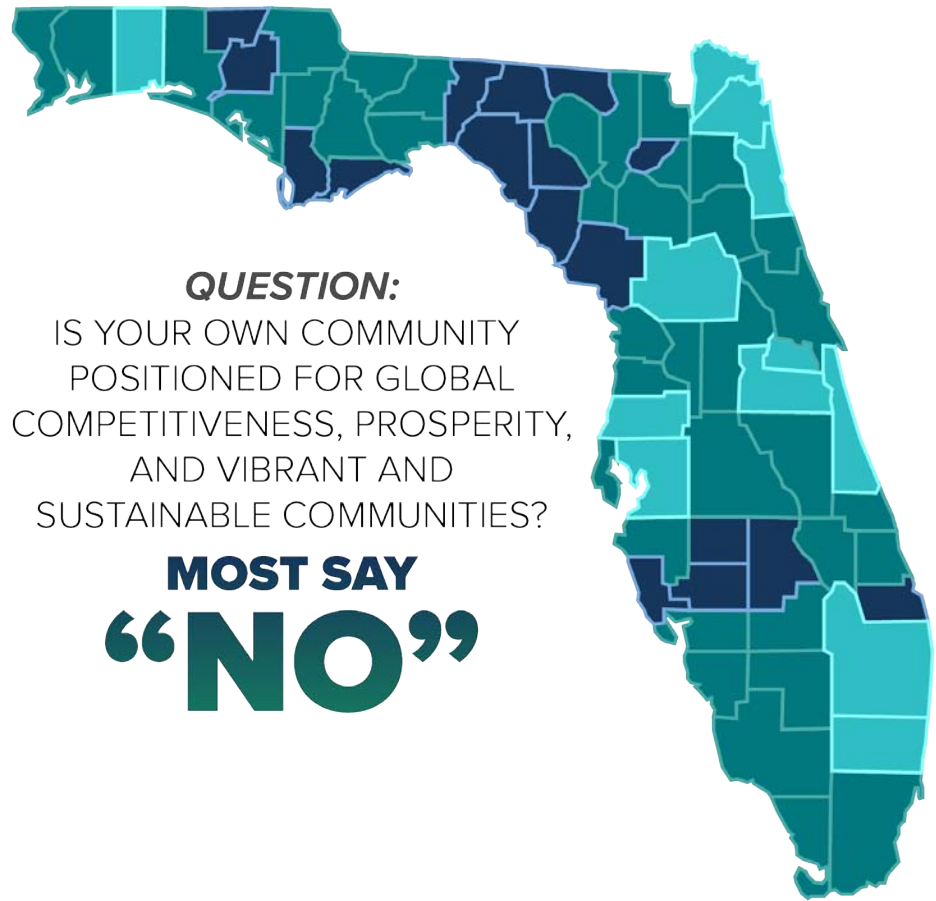 QUESTION:
IS YOUR OWN COMMUNITY
POSITIONED FOR GLOBAL
COMPETITIVENESS, PROSPERITY,
AND VIBRANT AND
SUSTAINABLE COMMUNITIES?
MOST SAY
“NO”